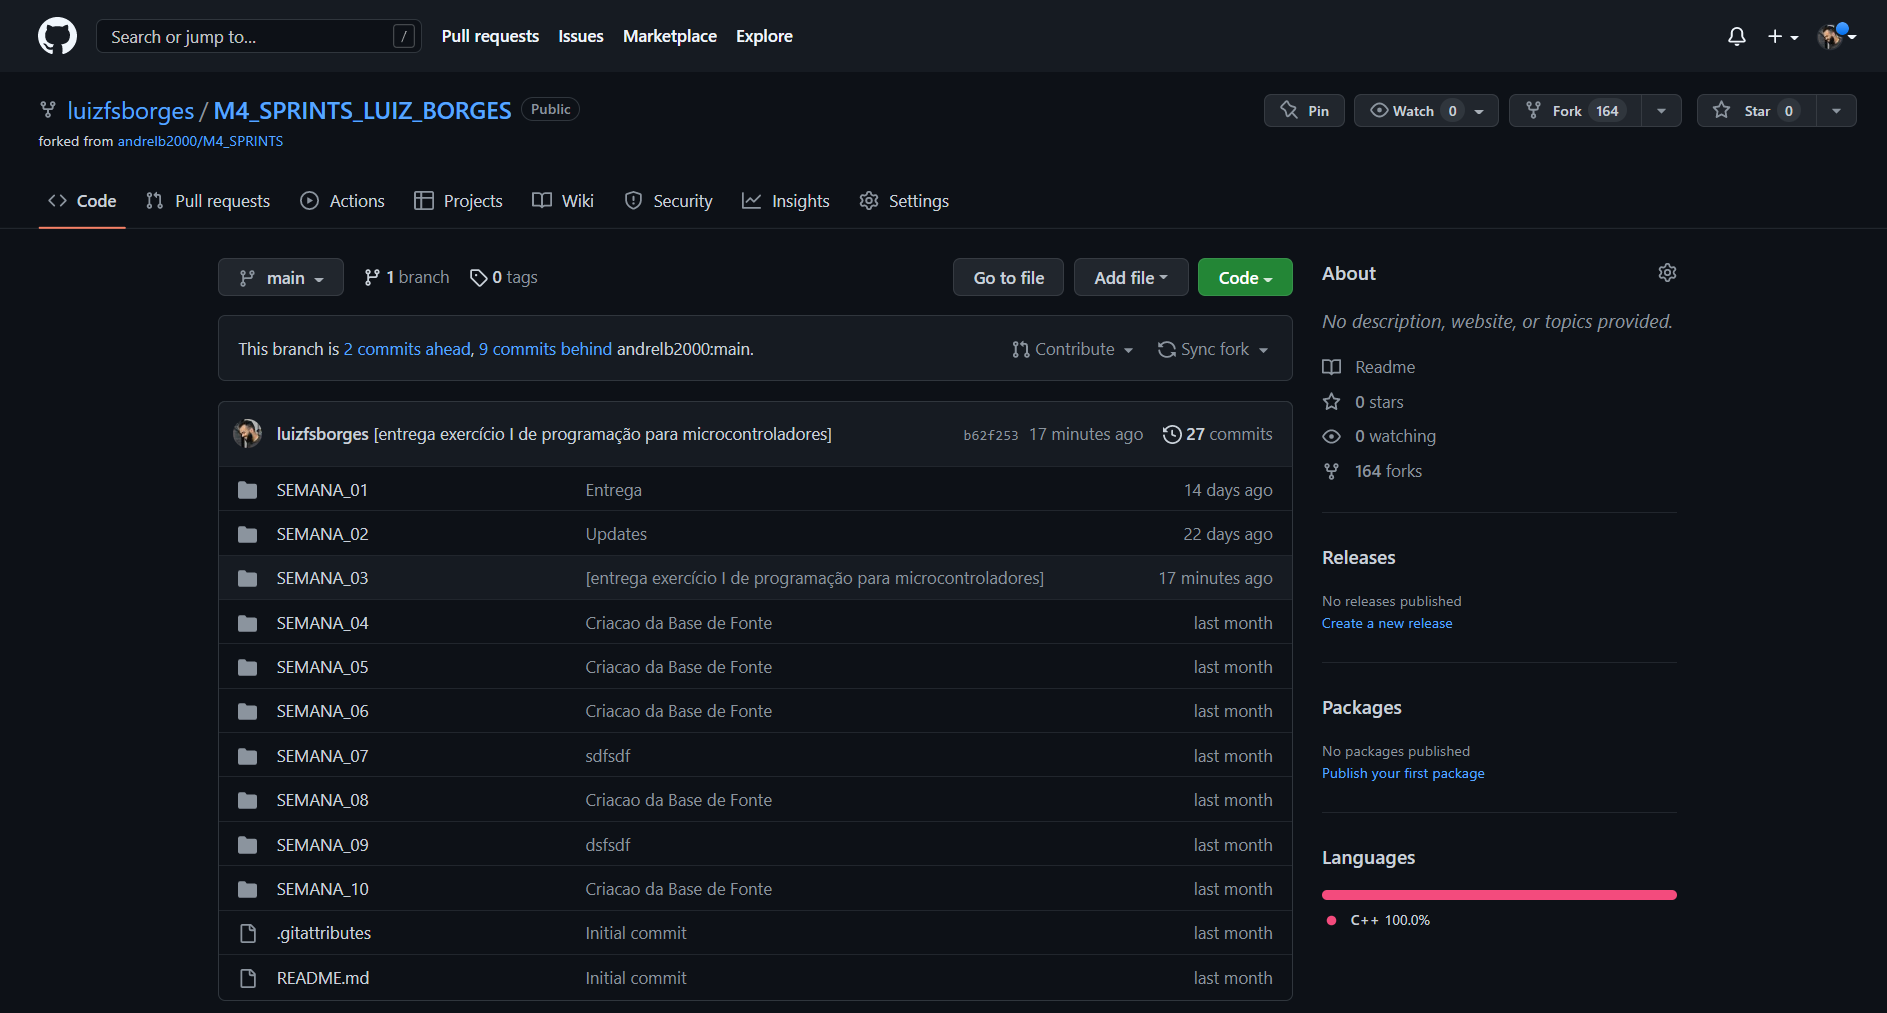 Search or jump to... / Pull requests Issues Marketplace Explore
luizfsborges / M4_SPRINTS_LUIZ_BORGES Public
Pin Watch 0 Fork 164 Star 0
forked from andrelb2000/M4_SPRINTS
Code Pull requests Actions Projects Wiki Security Insights Settings
main 1 branch 0 tags Go to file Add file Code
This branch is 2 commits ahead, 9 commits behind andrelb2000:main. Contribute Sync fork
luizfsborges [entrega exercício I de programação para microcontroladores] b62f253 17 minutes ago 27 commits
SEMANA_01 Entrega 14 days ago
SEMANA_02 Updates 22 days ago
SEMANA_03 [entrega exercício I de programação para microcontroladores] 17 minutes ago
SEMANA_04 Criacao da Base de Fonte last month
SEMANA_05 Criacao da Base de Fonte last month
SEMANA_06 Criacao da Base de Fonte last month
SEMANA_07 sdfsdf last month
SEMANA_08 Criacao da Base de Fonte last month
SEMANA_09 dsfsdf last month
SEMANA_10 Criacao da Base de Fonte last month
.gitattributes Initial commit last month
README.md Initial commit last month
About
No description, website, or topics provided.
Readme
0 stars
0 watching
164 forks
Releases
No releases published
Create a new release
Packages
No packages published
Publish your first package
Languages
C++ 100.0%